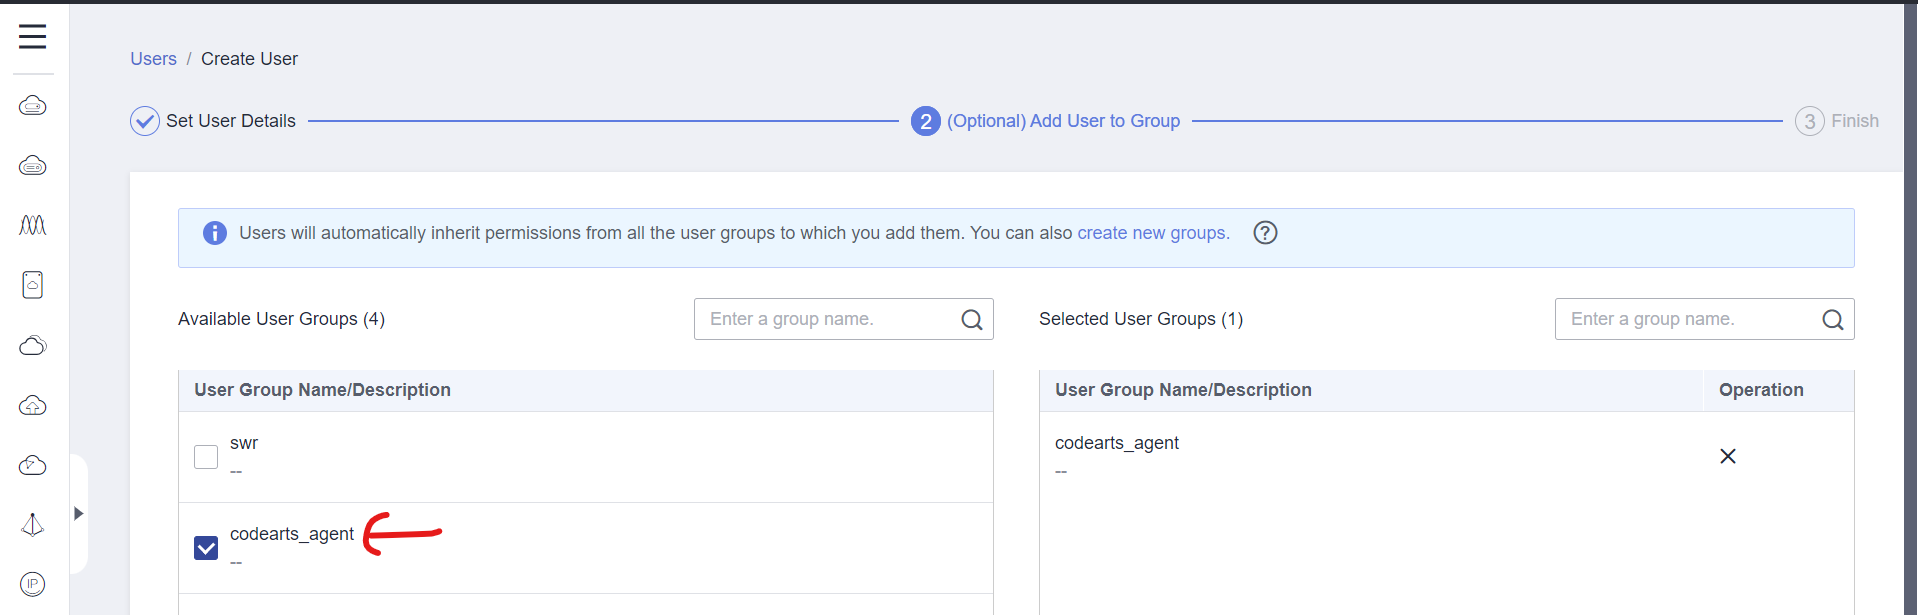 Users / Create User
Set User Details
2 (Optional) Add User to Group
3 Finish
Users will automatically inherit permissions from all the user groups to which you add them. You can also create new groups.
Available User Groups (4)
Enter a group name.
Selected User Groups (1)
Enter a group name.
User Group Name/Description
User Group Name/Description
Operation
swr
--
codearts_agent
--
codearts_agent
--
IP